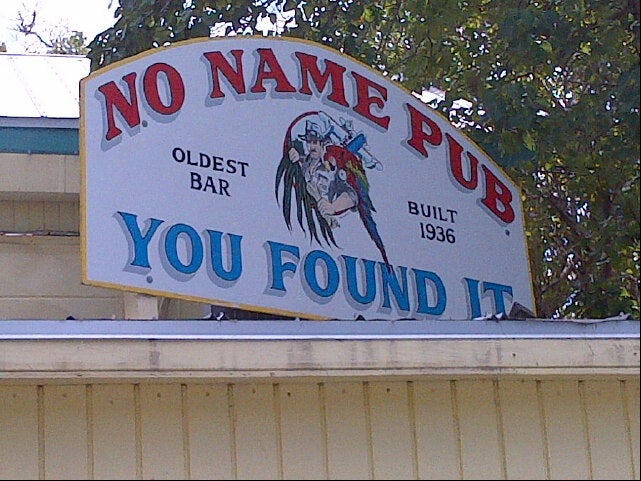 NO NAME PUB
OLDEST
BAR
BUILT
1936
YOU FOUND IT